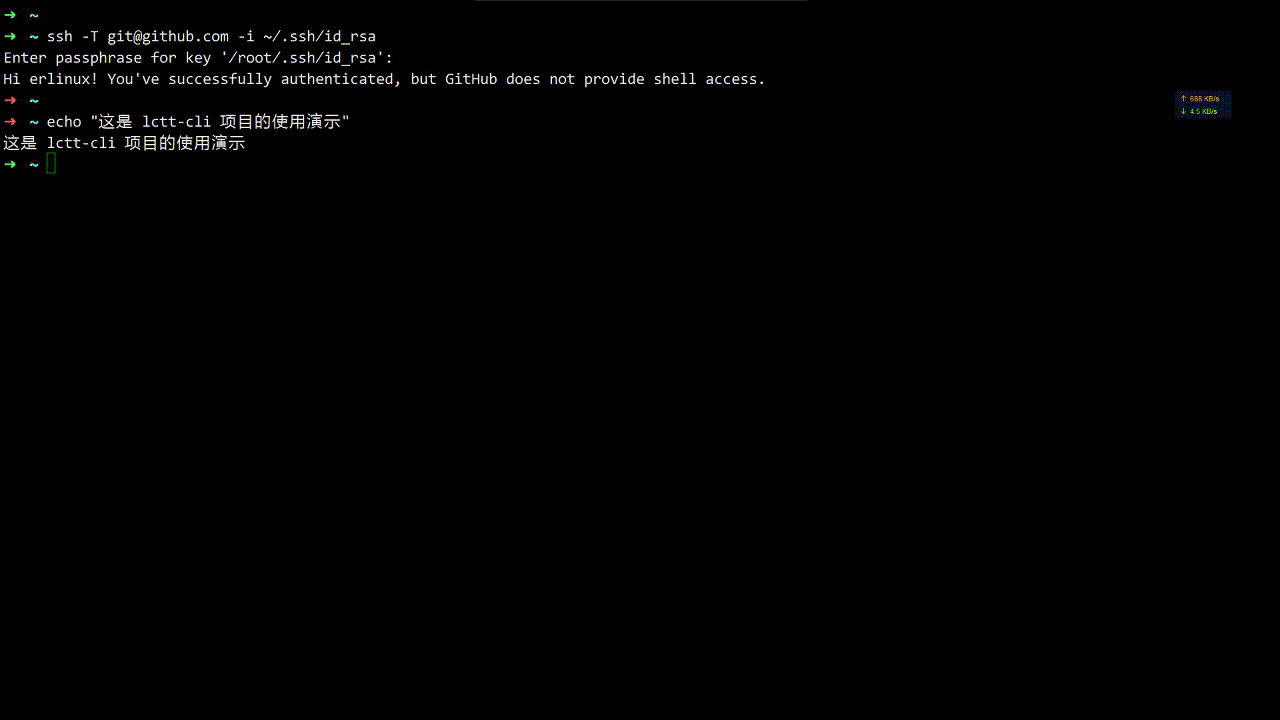 ➜ ~
➜ ~ ssh -T git@github.com -i ~/.ssh/id_rsa
Enter passphrase for key '/root/.ssh/id_rsa':
Hi erlinux! You've successfully authenticated, but GitHub does not provide shell access.
➜ ~
➜ ~ echo "这是 lctt-cli 项目的使用演示"
这是 lctt-cli 项目的使用演示
➜ ~
↑ 688 KB/s
↓ 4.5 KB/s